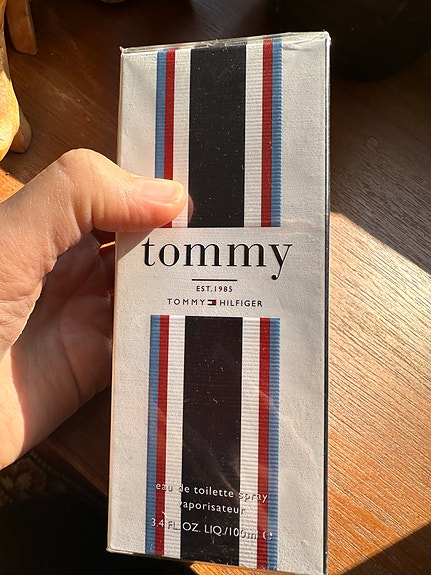 tommy
EST. 1985
TOMMY HILFIGER
eau de toilette spray
vaporisateur
3.4 FL. OZ. LIQ./100ml e